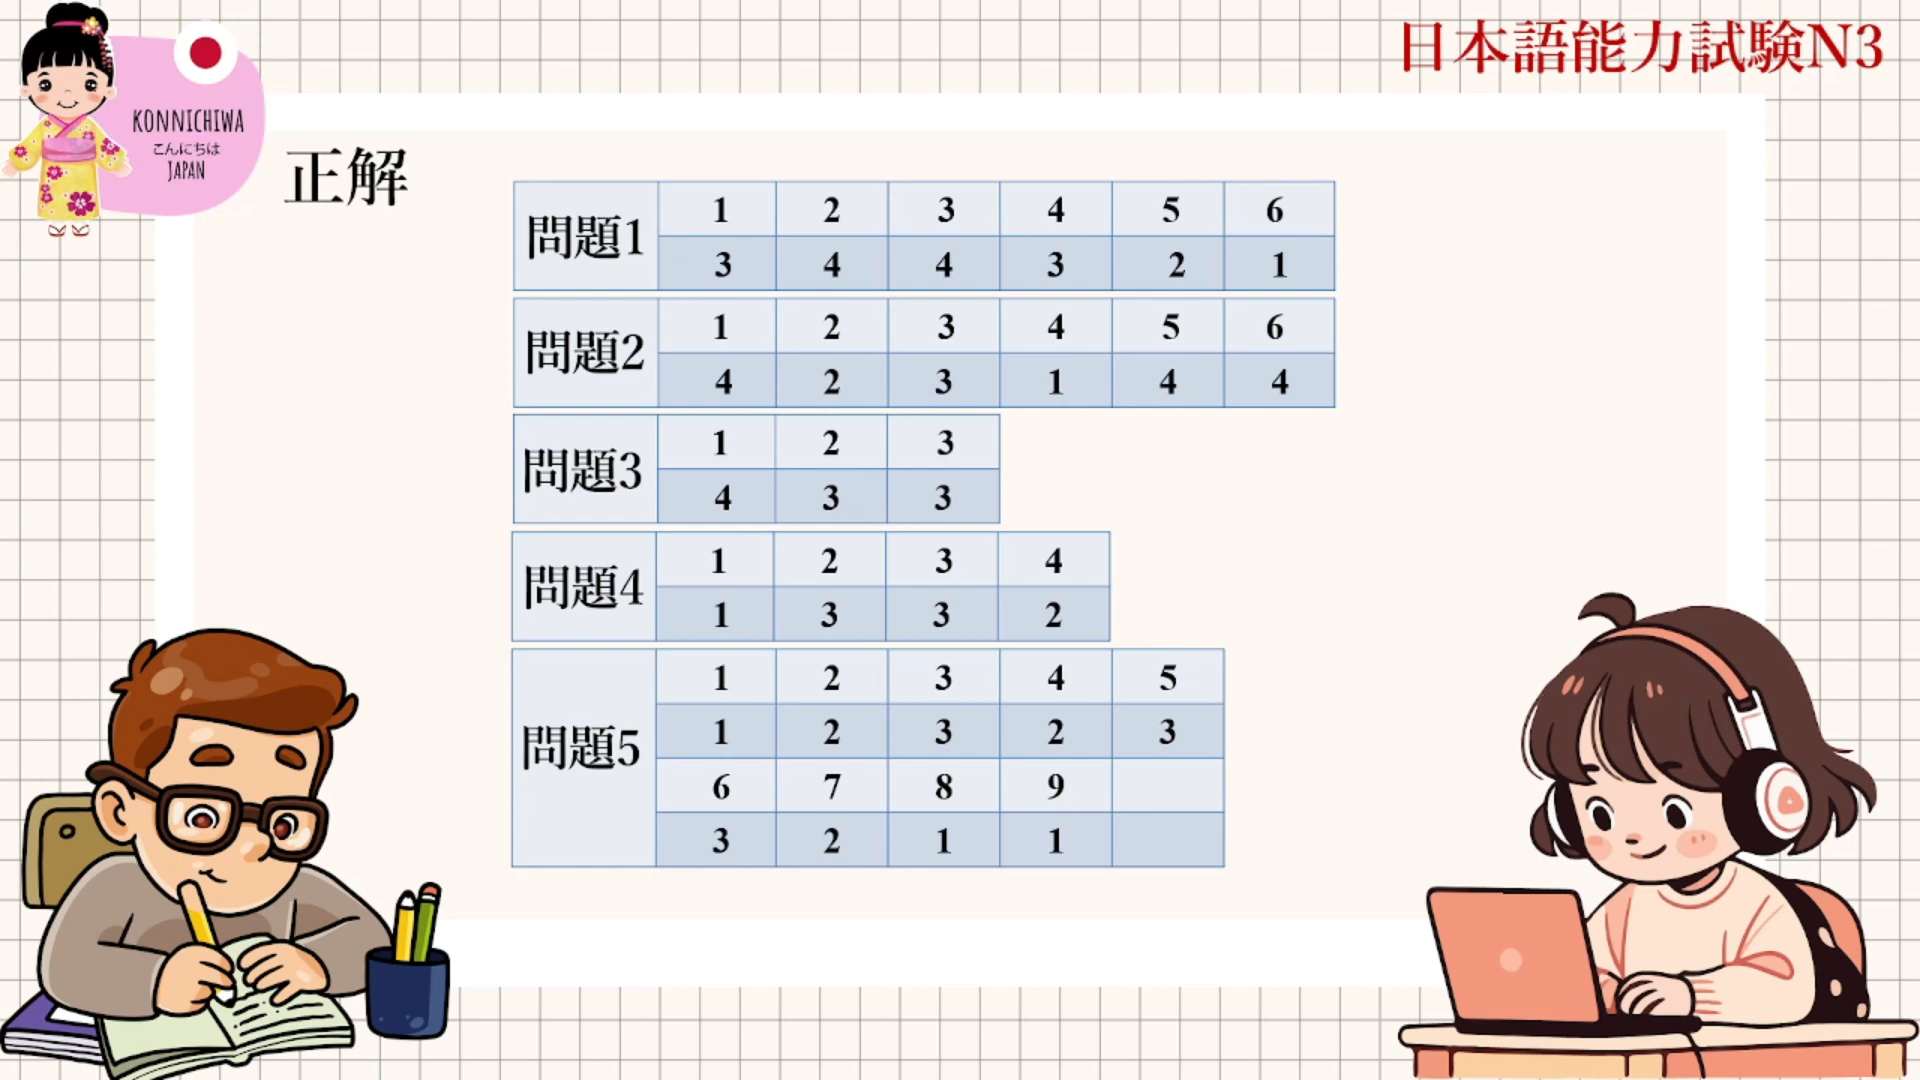 日本語能力試験N3
KONNICHIWA
こんにちは
JAPAN
正解
問題1
1 2 3 4 5 6
3 4 4 3 2 1
問題2
1 2 3 4 5 6
4 2 3 1 4 4
問題3
1 2 3
4 3 3
問題4
1 2 3 4
1 3 3 2
問題5
1 2 3 4 5
1 2 3 2 3
6 7 8 9
3 2 1 1